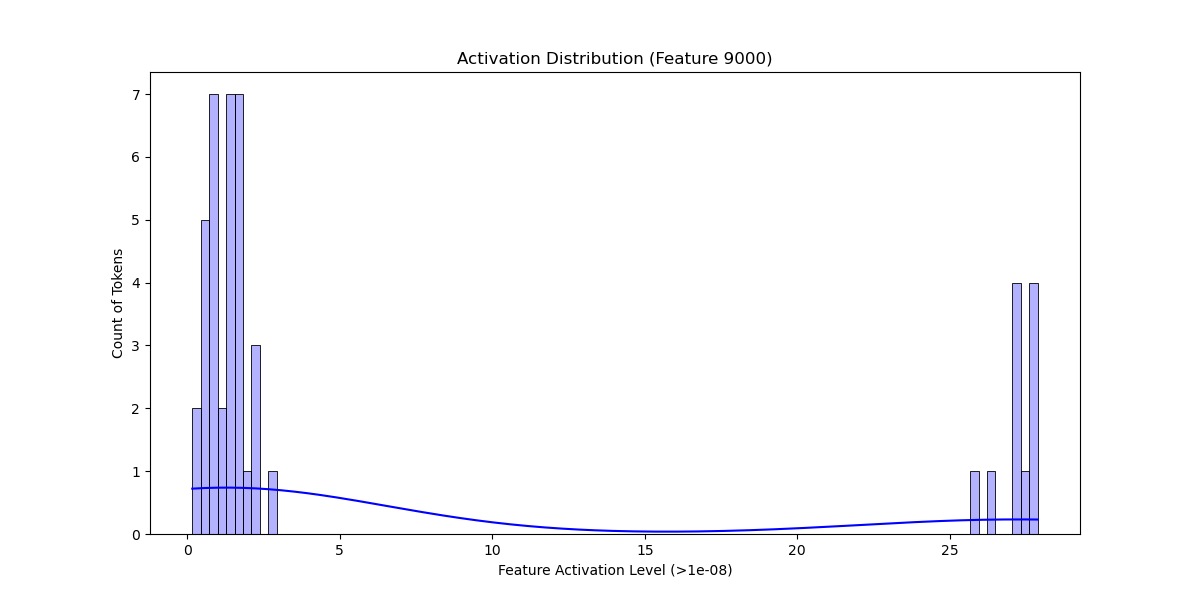 Activation Distribution (Feature 9000)
7
6
5
4
3
2
1
0
Count of Tokens
0 5 10 15 20 25
Feature Activation Level (>1e-08)